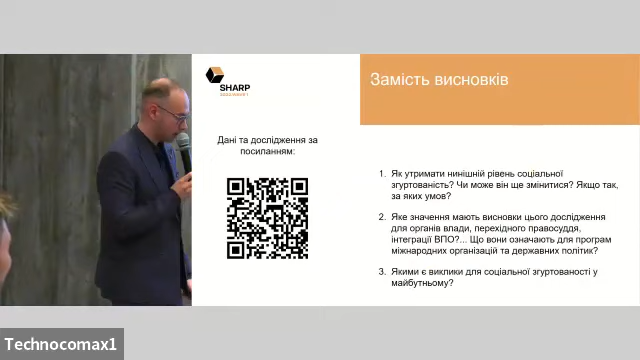 SHARP
Замість висновків
Дані та дослідження за
посиланням:
1. Як утримати нинішній рівень соціальної
згуртованість? Чи може він ще змінитися? Якщо так,
за яких умов?
2. Яке значення мають висновки цього дослідження
для органів влади, перехідного правосуддя,
інтеграції ВПО?... Що вони означають для програм
міжнародних організацій та державних політик?
3. Якими є виклики для соціальної згуртованості у
майбутньому?
Technocomax1